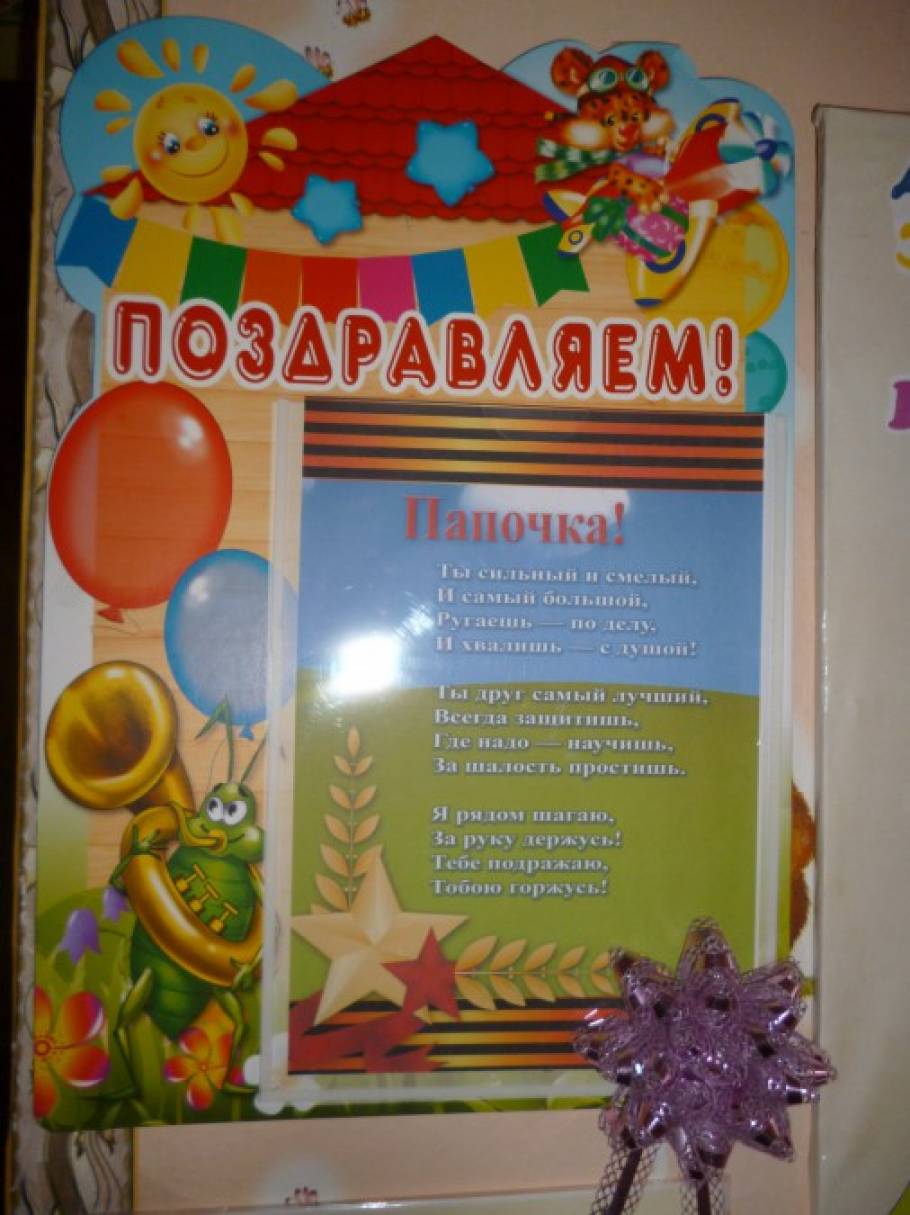 ПОЗДРАВЛЯЕМ!
Папочка!
Ты сильный и смелый,
И самый большой,
Ругаешь — по делу,
И хвалишь — с душой!
Ты друг самый лучший,
Всегда защитишь,
Где надо — научишь,
За шалость простишь.
Я рядом шагаю,
За руку держусь!
Тебе подражаю,
Тобою горжусь!